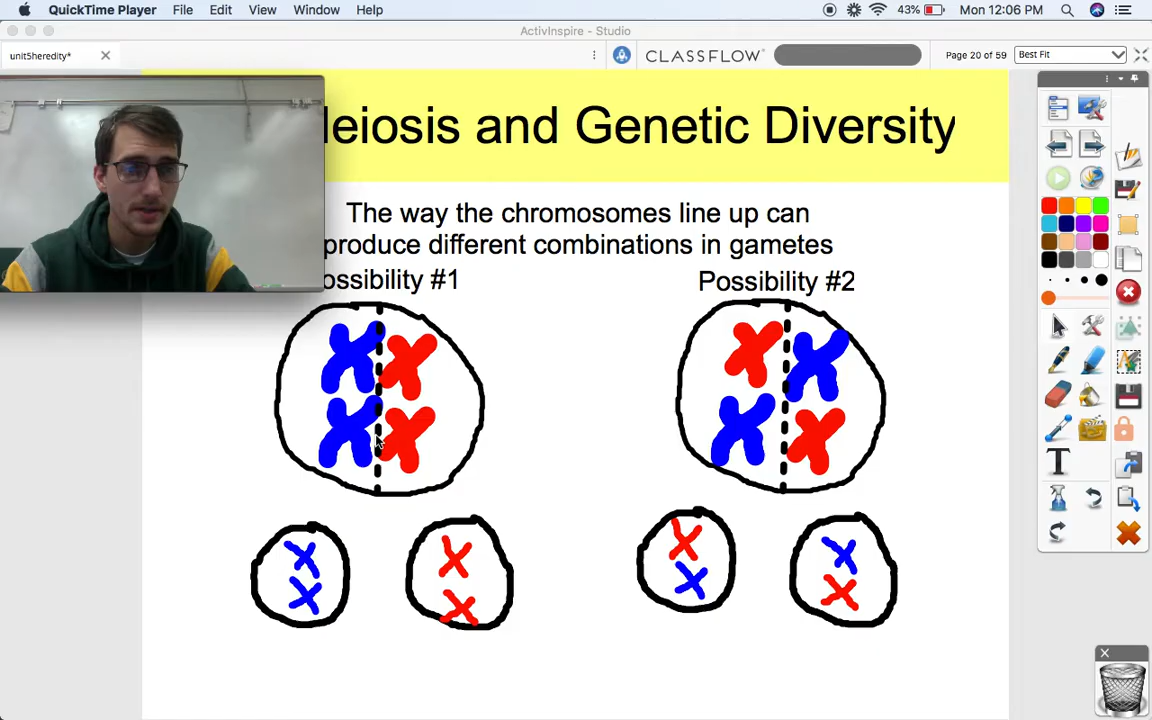 QuickTime Player File Edit View Window Help 43% Mon 12:06 PM
ActivInspire - Studio
unit5heredity* CLASSFLOW Page 20 of 59 Best Fit
leiosis and Genetic Diversity
The way the chromosomes line up can
produce different combinations in gametes
ossibility #1 Possibility #2
T